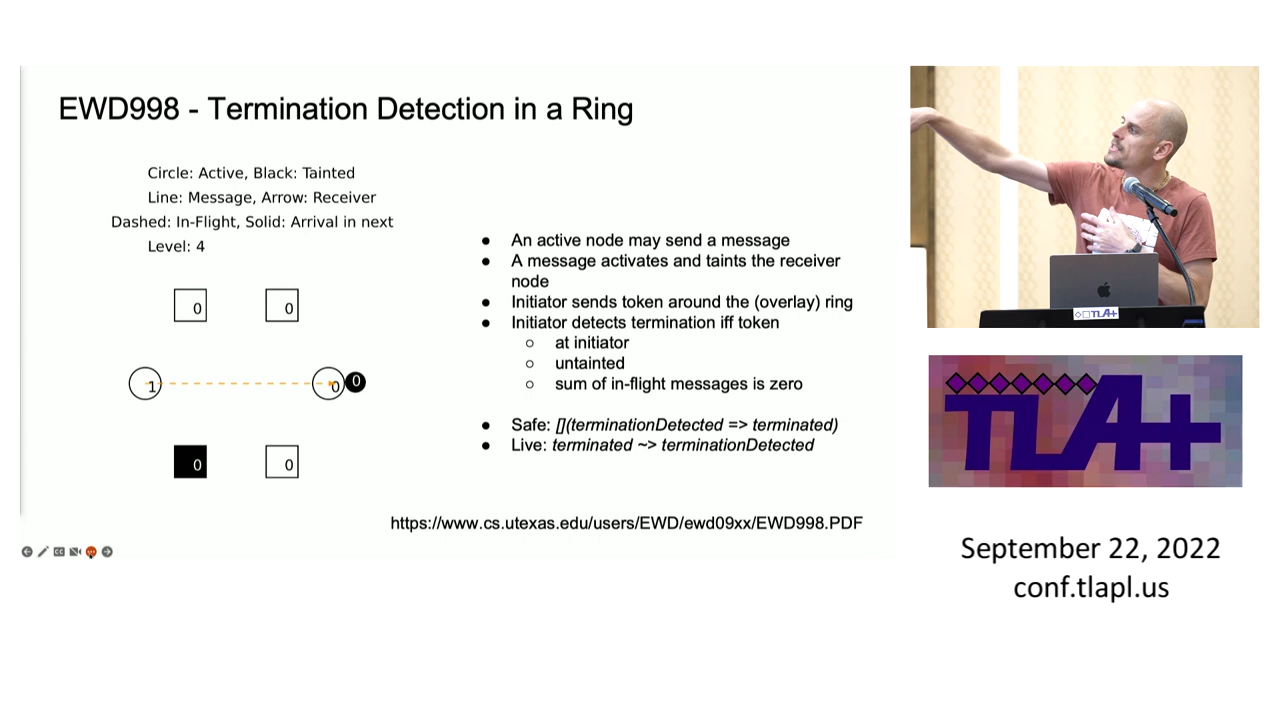 EWD998 - Termination Detection in a Ring
Circle: Active, Black: Tainted
Line: Message, Arrow: Receiver
Dashed: In-Flight, Solid: Arrival in next
Level: 4
0 0
1 0 0
0 0
● An active node may send a message
● A message activates and taints the receiver
node
● Initiator sends token around the (overlay) ring
● Initiator detects termination iff token
○ at initiator
○ untainted
○ sum of in-flight messages is zero
● Safe: [](terminationDetected => terminated)
● Live: terminated ~> terminationDetected
https://www.cs.utexas.edu/users/EWD/ewd09xx/EWD998.PDF
TLA+
TLA+
September 22, 2022
conf.tlapl.us